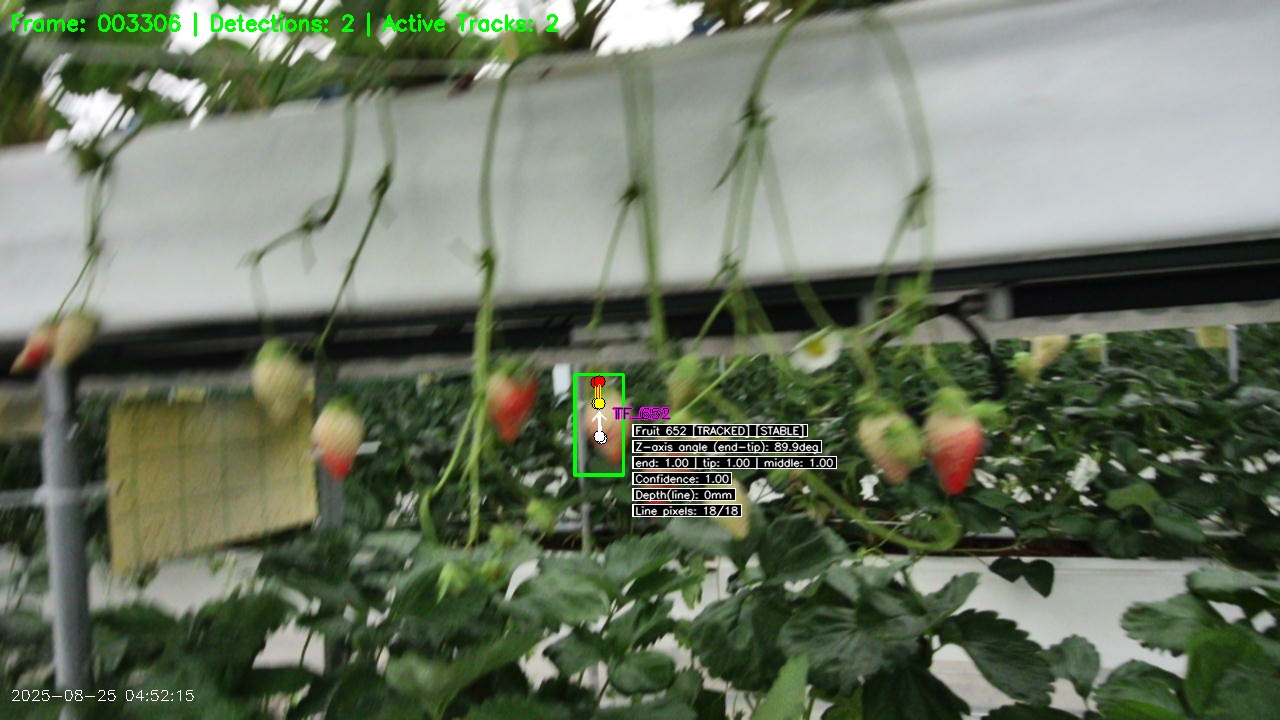 Frame: 003306 | Detections: 2 | Active Tracks: 2
TF_652
Fruit 652 [TRACKED] [STABLE]
Z-axis angle (end-tip): 89.9deg
end: 1.00 | tip: 1.00 | middle: 1.00
Confidence: 1.00
Depth(line): 0mm
Line pixels: 18/18
2025-08-25 04:52:15